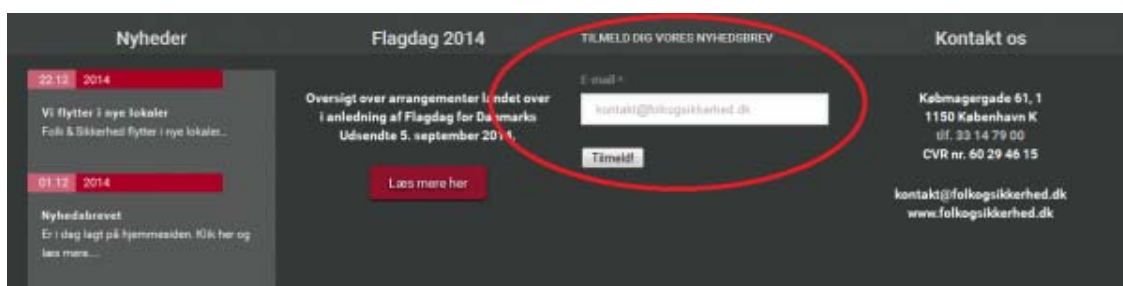 Nyheder
22.12 2014
Vi flytter i nye lokaler
Folk & Sikkerhed flytter i nye lokaler...
01.12 2014
Nyhedsbrevet
Er i dag lagt på hjemmesiden. Klik her og
læs mere....
Flagdag 2014
Oversigt over arrangementer landet over
i anledning af Flagdag for Danmarks
Udsendte 5. september 2014.
Læs mere her
TILMELD DIG VORES NYHEDSBREV
E-mail *
kontakt@folkogsikkerhed.dk
Tilmeld!
Kontakt os
Købmagergade 61, 1
1150 København K
tlf. 33 14 79 00
CVR nr. 60 29 46 15
kontakt@folkogsikkerhed.dk
www.folkogsikkerhed.dk